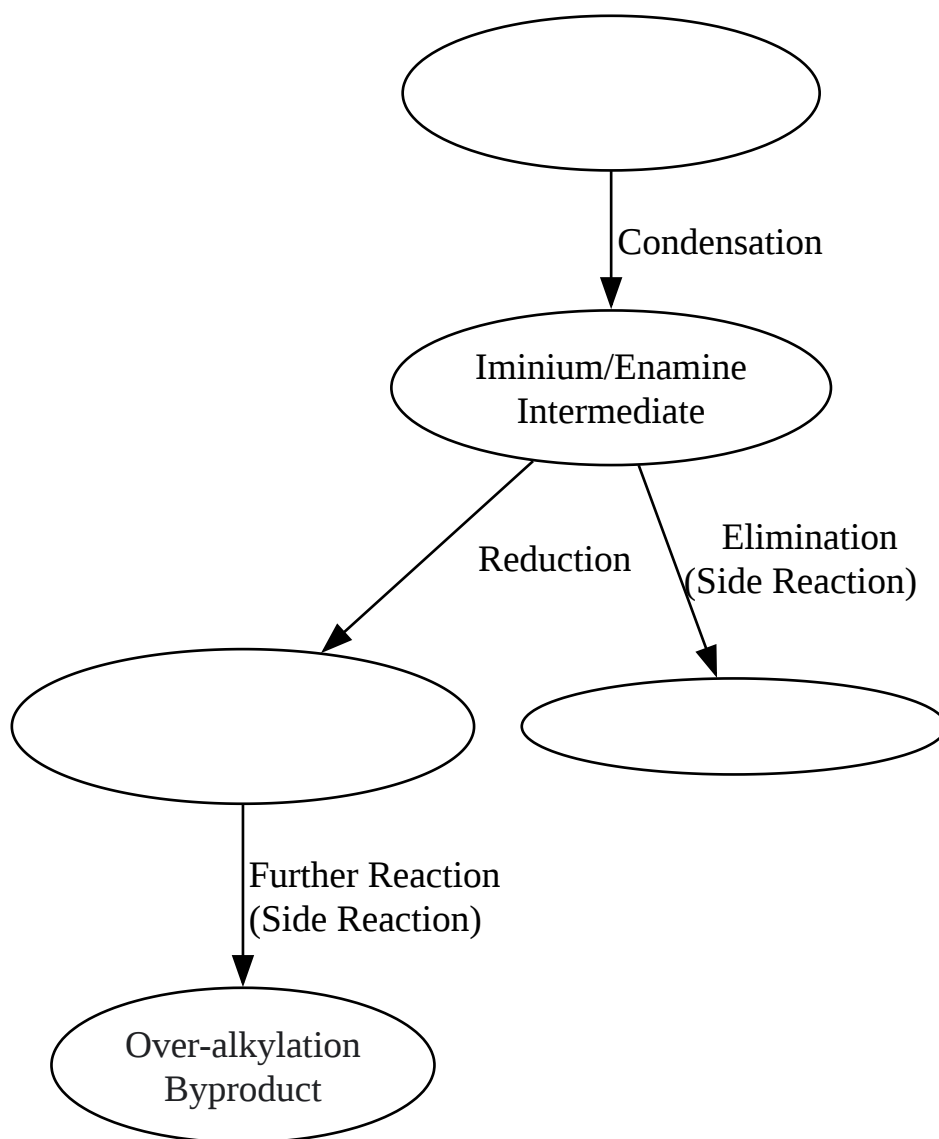 Condensation
Iminium/Enamine
Intermediate
Reduction
Elimination
(Side Reaction)
Further Reaction
(Side Reaction)
Over-alkylation
Byproduct